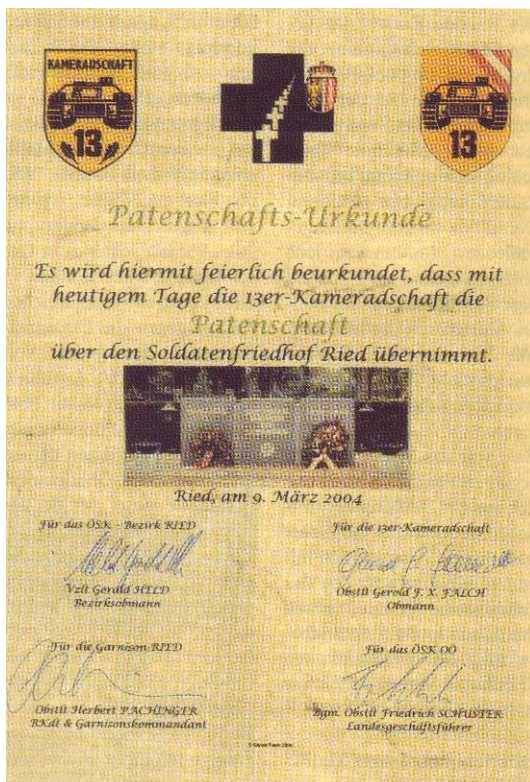 KAMERADSCHAFT
13
13
Patenschafts-Urkunde
Es wird hiermit feierlich beurkundet, dass mit
heutigem Tage die 13er-Kameradschaft die
Patenschaft
über den Soldatenfriedhof Ried übernimmt.
Ried, am 9. März 2004
Für das ÖSK - Bezirk RIED
Vzlt Gerald HELD
Bezirksobmann
Für die 13er-Kameradschaft
Obstlt Gerold F. X. FALCH
Obmann
Für die Garnison RIED
Obstlt Herbert PACHINGER
BKdt & Garnisonskommandant
Für das ÖSK OÖ
Bgm. Obstlt Friedrich SCHUSTER
Landesgeschäftsführer